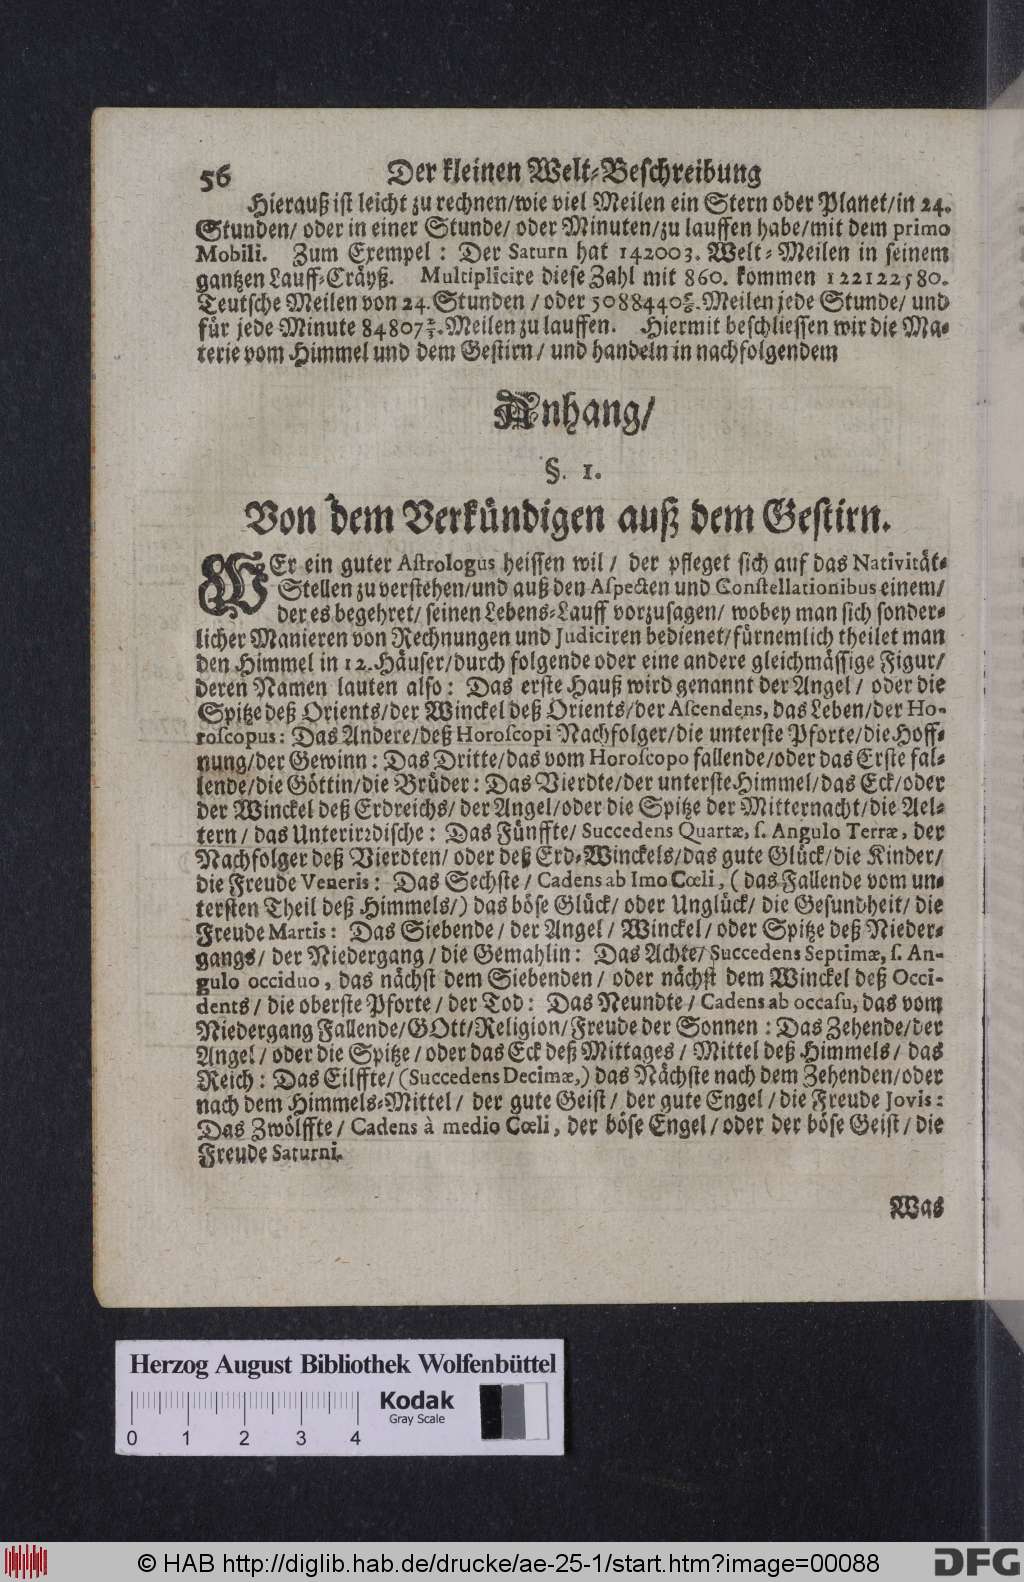 56 Der kleinen Welt-Beschreibung
Hierauß ist leicht zu rechnen/wie viel Meilen ein Stern oder Planet/in 24.
Stunden/ oder in einer Stunde/ oder Minuten/zu lauffen habe/mit dem primo
Mobili. Zum Exempel: Der Saturn hat 142003. Welt-Meilen in seinem
gantzen Lauff-Cräyß. Multiplicire diese Zahl mit 860. kommen 122122580.
Teutsche Meilen von 24. Stunden / oder 5088440⅚. Meilen jede Stunde/ und
für jede Minute 84807⅔. Meilen zu lauffen. Hiermit beschliessen wir die Ma-
terie vom Himmel und dem Gestirn/ und handeln in nachfolgendem
Anhang/
§. 1.
Von dem Verkündigen auß dem Gestirn.
WEr ein guter Astrologus heissen wil / der pfleget sich auf das Nativität-
Stellen zu verstehen/und auß den Aspecten und Constellationibus einem/
der es begehret/ seinen Lebens-Lauff vorzusagen/ wobey man sich sonder-
licher Manieren von Rechnungen und Judiciren bedienet/fürnemlich theilet man
den Himmel in 12. Häuser/durch folgende oder eine andere gleichmässige Figur/
deren Namen lauten also: Das erste Hauß wird genannt der Angel / oder die
Spitze deß Orients/der Winckel deß Orients/der Ascendens, das Leben/der Ho-
roscopus: Das Andere/deß Horoscopi Nachfolger/die unterste Pforte/die Hoff-
nung/der Gewinn: Das Dritte/das vom Horoscopo fallende/oder das Erste fal-
lende/die Göttin/die Brüder: Das Vierdte/der unterste Himmel/das Eck/oder
der Winckel deß Erdreichs/ der Angel/oder die Spitze der Mitternacht/die Ael-
tern / das Unterirrdische: Das Fünffte/ Succedens Quartæ, s. Angulo Terræ, der
Nachfolger deß Vierdten/ oder deß Erd-Winckels/das gute Glück/die Kinder/
die Freude Veneris: Das Sechste / Cadens ab Imo Cœli, ( das Fallende vom un-
tersten Theil deß Himmels/) das böse Glück/ oder Unglück/ die Gesundheit/ die
Freude Martis: Das Siebende / der Angel / Winckel / oder Spitze deß Nieder-
gangs/ der Niedergang / die Gemahlin: Das Achte/ Succedens Septimæ, s. An-
gulo occiduo, das nächst dem Siebenden / oder nächst dem Winckel deß Occi-
dents / die oberste Pforte / der Tod: Das Neundte / Cadens ab occasu, das vom
Niedergang Fallende/GOtt/Religion/Freude der Sonnen: Das Zehende/der
Angel / oder die Spitze / oder das Eck deß Mittages / Mittel deß Himmels / das
Reich: Das Eilffte/ (Succedens Decimæ,) das Nächste nach dem Zehenden/oder
nach dem Himmels-Mittel / der gute Geist / der gute Engel / die Freude Jovis:
Das Zwölffte / Cadens à medio Cœli, der böse Engel / oder der böse Geist / die
Freude Saturni.
Was
Herzog August Bibliothek Wolfenbüttel
Kodak
Gray Scale
0 1 2 3 4
© HAB http://diglib.hab.de/drucke/ae-25-1/start.htm?image=00088
DFG